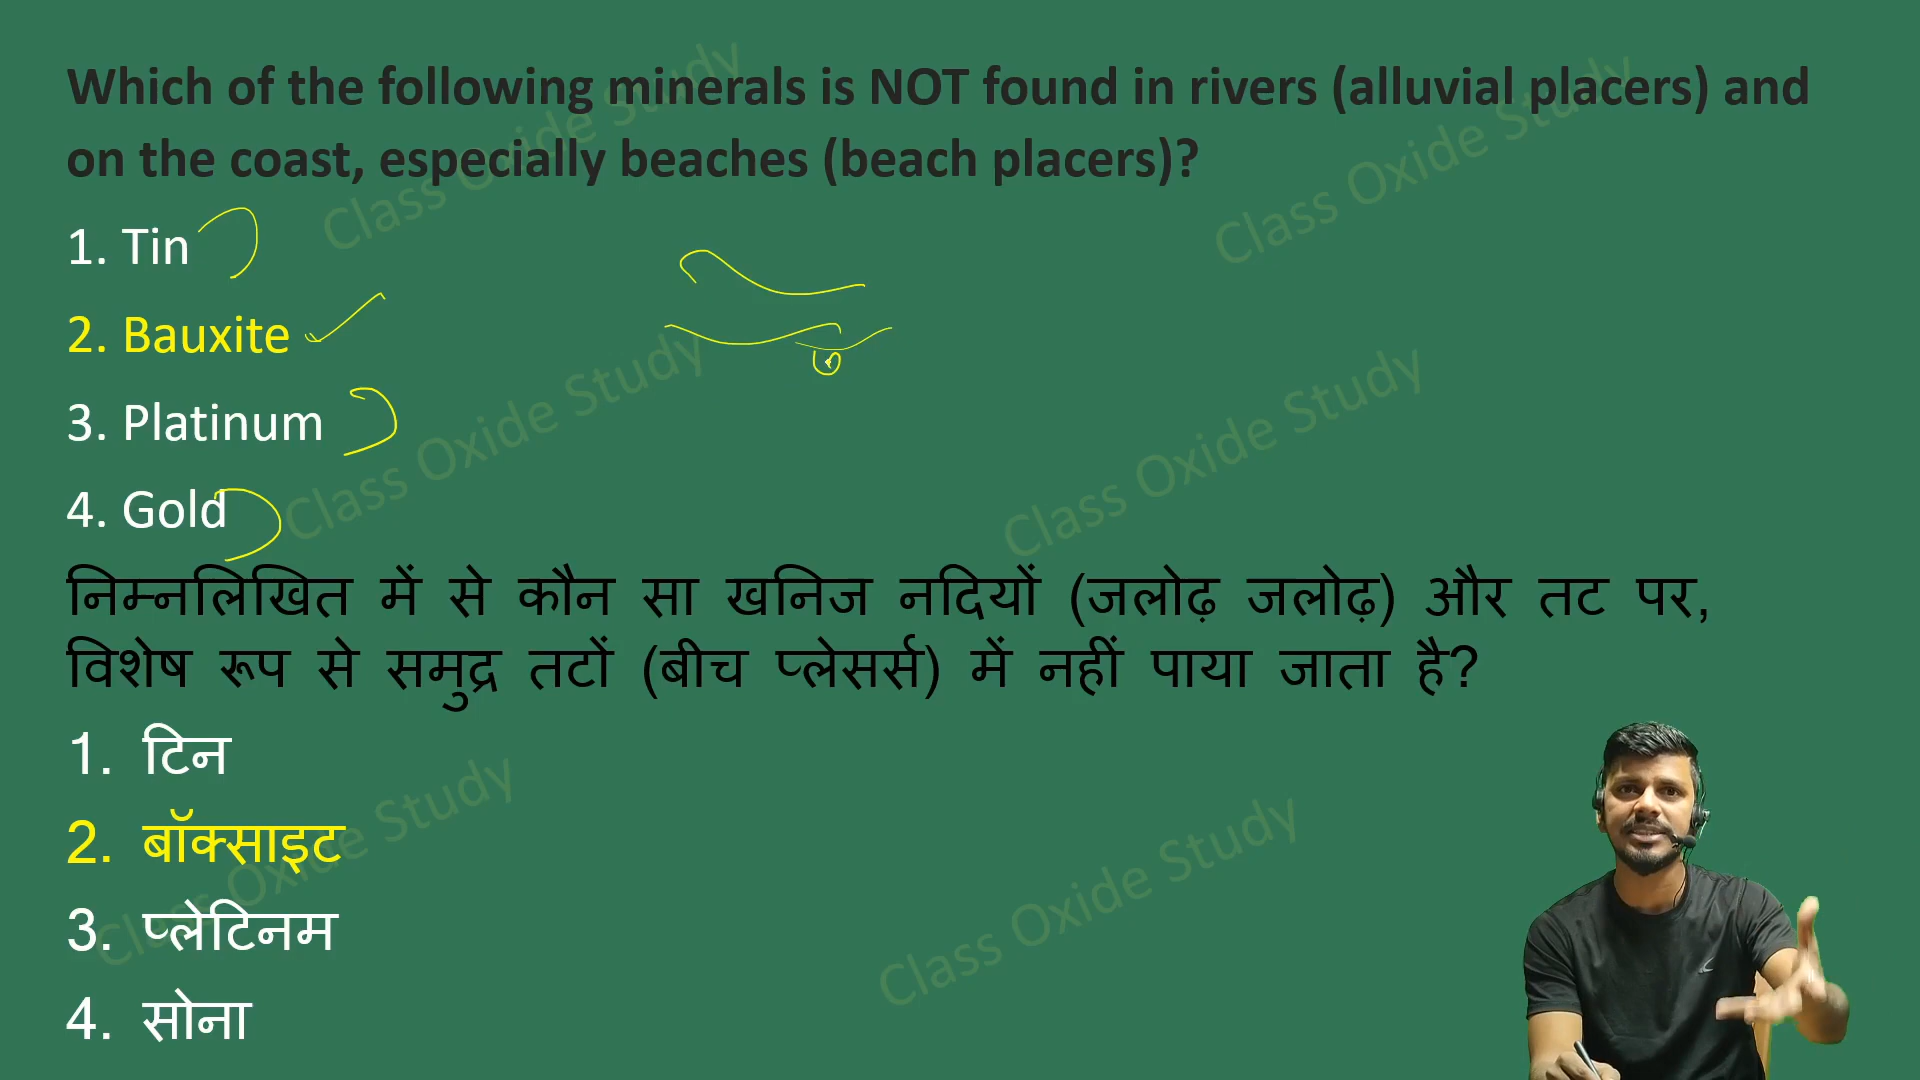 Which of the following minerals is NOT found in rivers (alluvial placers) and
on the coast, especially beaches (beach placers)?
1. Tin
2. Bauxite
3. Platinum
4. Gold
निम्नलिखित में से कौन सा खनिज नदियों (जलोढ़ जलोढ़) और तट पर,
विशेष रूप से समुद्र तटों (बीच प्लेसर्स) में नहीं पाया जाता है?
1. टिन
2. बॉक्साइट
3. प्लेटिनम
4. सोना
Class Oxide Study
Class Oxide Study
Class Oxide Study
Class Oxide Study
Class Oxide Study
Class Oxide Study